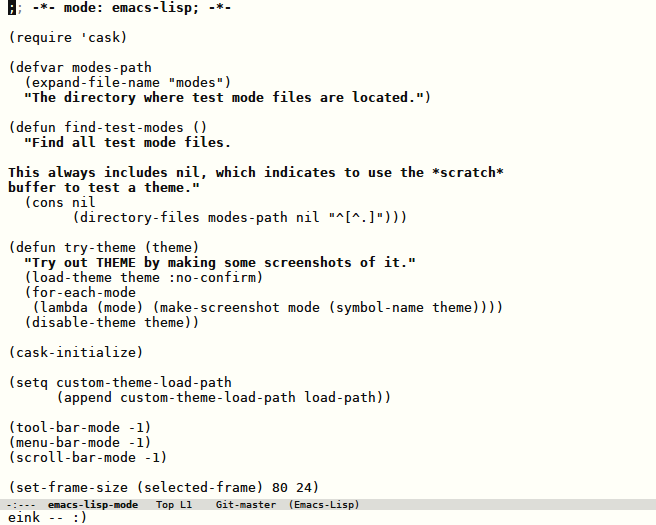 ;; -*- mode: emacs-lisp; -*-

(require 'cask)

(defvar modes-path
  (expand-file-name "modes")
  "The directory where test mode files are located.")

(defun find-test-modes ()
  "Find all test mode files.

This always includes nil, which indicates to use the *scratch*
buffer to test a theme."
  (cons nil
        (directory-files modes-path nil "^[^.]")))

(defun try-theme (theme)
  "Try out THEME by making some screenshots of it."
  (load-theme theme :no-confirm)
  (for-each-mode
   (lambda (mode) (make-screenshot mode (symbol-name theme))))
  (disable-theme theme))

(cask-initialize)

(setq custom-theme-load-path
      (append custom-theme-load-path load-path))

(tool-bar-mode -1)
(menu-bar-mode -1)
(scroll-bar-mode -1)

(set-frame-size (selected-frame) 80 24)
-:---  emacs-lisp-mode   Top L1    Git-master  (Emacs-Lisp)
eink -- :)